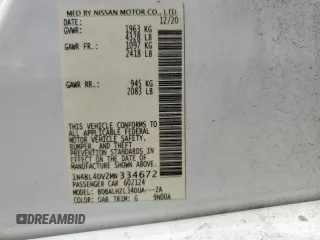 MFD BY NISSAN MOTOR CO., LTD
DATE: 12/20
GVWR: 1963 KG
4328 LB
GAWR FR.: 1097 KG
2418 LB
GAWR RR.: 945 KG
2083 LB
THIS VEHICLE CONFORMS TO ALL APPLICABLE FEDERAL MOTOR VEHICLE SAFETY, BUMPER, AND THEFT PREVENTION STANDARDS IN EFFECT ON THE DATE OF MANUFACTURE SHOWN ABOVE.
1N4BL4DV2MN334672
PASSENGER CAR 602124
MODEL: BDBALHZL34DUA----ZA
COLOR: QAB TRIM: G 9N00A